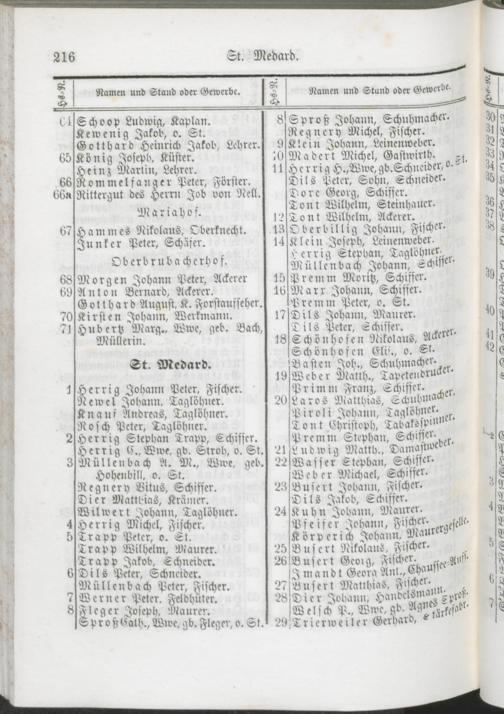 216
St. Medard.
Hs.-N.
Namen und Stand oder Gewerbe.
64 Schoop Ludwig, Kaplan.
Kewenig Jakob, o. St.
Gotthard Heinrich Jakob, Lehrer.
65 König Joseph, Küster.
Heinz Martin, Lehrer.
66 Rommelfanger Peter, Förster.
66a Rittergut des Herrn Job von Nell.
Mariahof.
67 Hammes Nikolaus, Oberknecht.
Junker Peter, Schäfer.
Oberbrubacherhof.
68 Morgen Johann Peter, Ackerer
69 Anton Bernard, Ackerer.
Gotthard August, k. Forstaufseher.
70 Kirsten Johann, Werkmann.
71 Huberty Marg., Wwe, geb. Bach,
Müllerin.
St. Medard.
1 Herrig Johann Peter, Fischer.
Rewel Johann, Taglöhner.
Knauf Andreas, Taglöhner.
Rosch Peter, Taglöhner.
2 Herrig Stephan Trapp, Schiffer.
Herrig C., Wwe, gb. Stroh, o. St.
3 Müllenbach A. M., Wwe, geb.
Hohenbill, o. St.
Regnery Vitus, Schiffer.
Dier Matthias, Krämer.
Wilwert Johann, Taglöhner.
4 Herrig Michel, Fischer.
5 Trapp Peter, o. St.
Trapp Wilhelm, Maurer.
Trapp Jakob, Schneider.
6 Dils Peter, Schneider.
Müllenbach Peter, Fischer.
7 Werner Peter, Feldhüter.
8 Fleger Joseph, Maurer.
Sproß Cath., Wwe, gb. Fleger, o. St.
Hs.-N.
Namen und Stand oder Gewerbe.
8 Sproß Johann, Schuhmacher.
Regnery Michel, Fischer.
9 Klein Johann, Leinenweber.
10 Madert Michel, Gastwirth.
11 Herrig H., Wwe, gb. Schneider, o. St.
Dils Peter, Sohn, Schneider.
Dore Georg, Schiffer.
Tont Wilhelm, Steinhauer.
12 Tont Wilhelm, Ackerer.
13 Oberbillig Johann, Fischer.
14 Klein Joseph, Leinenweber.
Herrig Stephan, Taglöhner.
Müllenbach Johann, Schiffer.
15 Premm Moritz, Schiffer.
16 Marx Johann, Schiffer.
Premm Peter, o. St.
17 Dils Johann, Maurer.
Dils Peter, Schiffer.
18 Schönhofen Nikolaus, Ackerer.
Schönhofen Elis., o. St.
Basten Joh., Schuhmacher.
19 Weber Matth., Tapetendrucker.
Primm Franz, Schiffer.
20 Laros Matthias, Schuhmacher.
Piroli Johann, Taglöhner.
Tont Christoph, Tabakspinner.
Premm Stephan, Schiffer.
21 Ludwig Matth., Damastweber.
22 Wasser Stephan, Schiffer.
Weber Michael, Schiffer.
23 Busert Johann, Fischer.
Dils Jakob, Schiffer.
24 Kuhn Johann, Maurer.
Pfeifer Johann, Fischer.
Körperich Johann, Maurergeselle.
25 Busert Nikolaus, Fischer.
26 Busert Georg, Fischer.
Imandt Georg Ant., Chaussee-Auff.
27 Busert Matthias, Fischer.
28 Dier Johann, Handelsmann.
Welsch P., Wwe, gb. Agnes Sproß.
29 Trierweiler Gerhard, Stärkefabr.